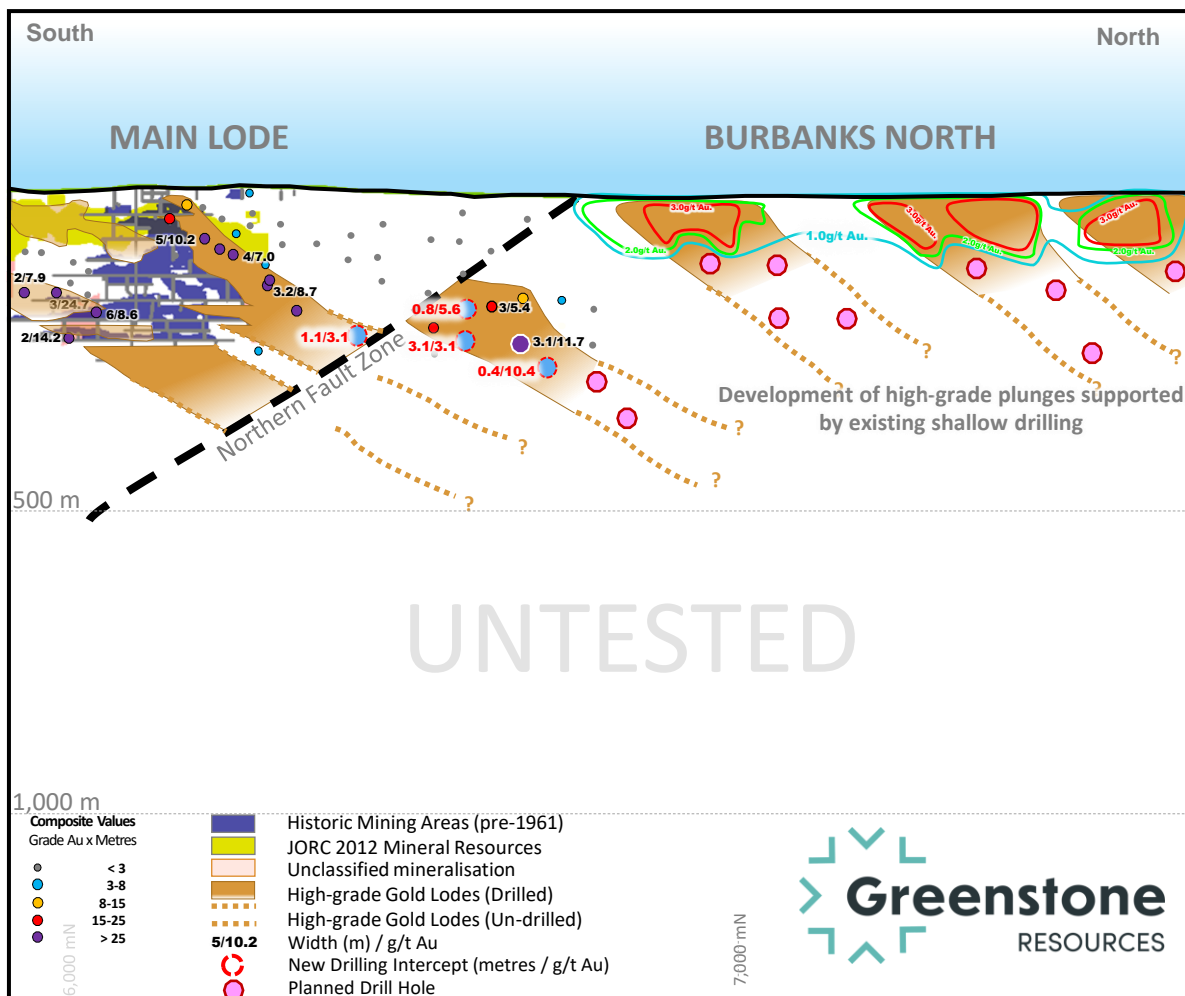 South
North
MAIN LODE
BURBANKS NORTH
3.0g/t Au.
2.0g/t Au.
3.0g/t Au.
2.0g/t Au.
1.0g/t Au.
3.0g/t Au.
2.0g/t Au.
5/10.2
4/7.0
2/7.9
3/24.7
3.2/8.7
6/8.6
2/14.2
1.1/3.1
0.8/5.6
3/5.4
3.1/3.1
3.1/11.7
0.4/10.4
Northern Fault Zone
?
?
?
?
?
?
?
Development of high-grade plunges supported
by existing shallow drilling
500 m
UNTESTED
1,000 m
Composite Values
Grade Au x Metres
< 3
3-8
8-15
15-25
> 25
6,000 mN
Historic Mining Areas (pre-1961)
JORC 2012 Mineral Resources
Unclassified mineralisation
High-grade Gold Lodes (Drilled)
High-grade Gold Lodes (Un-drilled)
5/10.2 Width (m) / g/t Au
New Drilling Intercept (metres / g/t Au)
Planned Drill Hole
7,000 mN
Greenstone
RESOURCES